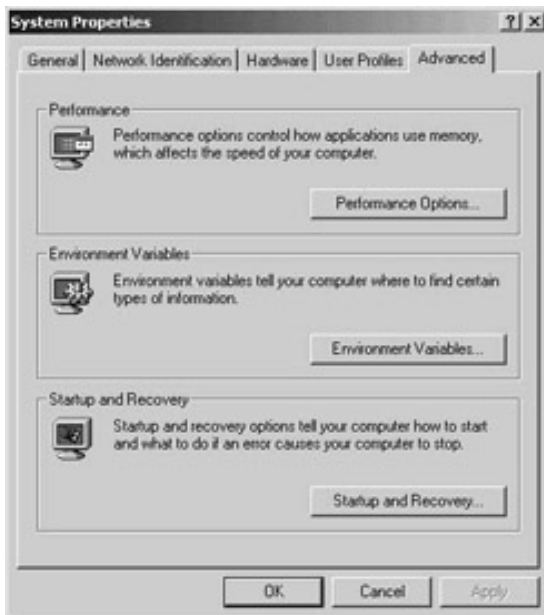 System Properties
General Network Identification Hardware User Profiles Advanced
Performance
Performance options control how applications use memory,
which affects the speed of your computer.
Performance Options...
Environment Variables
Environment variables tell your computer where to find certain
types of information.
Environment Variables...
Startup and Recovery
Startup and recovery options tell your computer how to start
and what to do if an error causes your computer to stop.
Startup and Recovery...
OK Cancel Apply